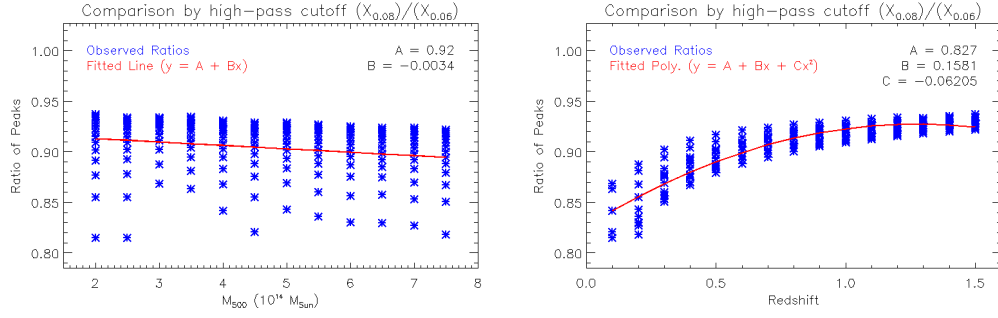 Comparison by high-pass cutoff (X0.08)/(X0.06)
Observed Ratios
Fitted Line (y = A + Bx)
A = 0.92
B = −0.0034
Ratio of Peaks
1.00
0.95
0.90
0.85
0.80
2 3 4 5 6 7 8
M500 (10¹⁴ MSun)
Comparison by high-pass cutoff (X0.08)/(X0.06)
Observed Ratios
Fitted Poly. (y = A + Bx + Cx²)
A = 0.827
B = 0.1581
C = −0.06205
Ratio of Peaks
1.00
0.95
0.90
0.85
0.80
0.0 0.5 1.0 1.5
Redshift